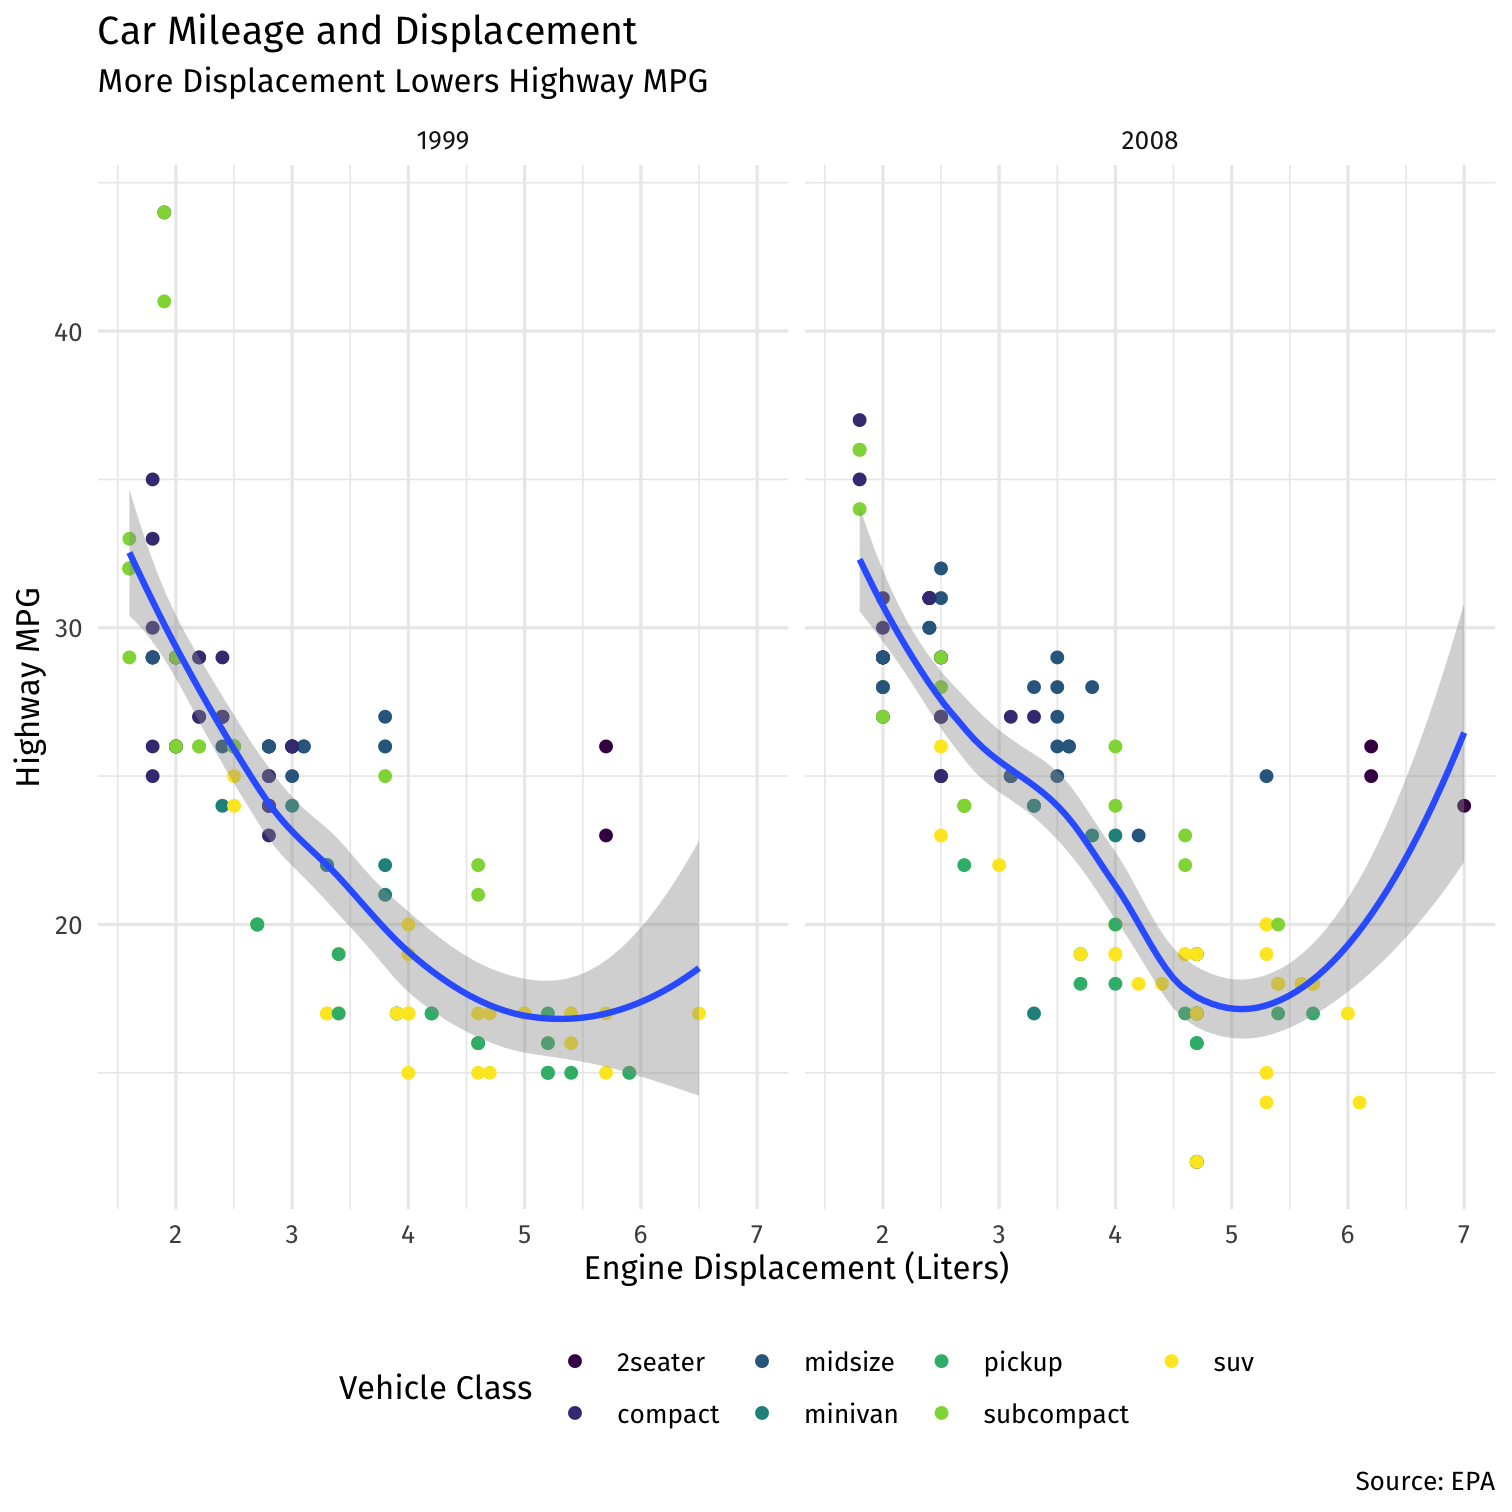 Car Mileage and Displacement
More Displacement Lowers Highway MPG
1999
2008
Highway MPG
40
30
20
2 3 4 5 6 7
2 3 4 5 6 7
Engine Displacement (Liters)
Vehicle Class
2seater midsize pickup suv
compact minivan subcompact
Source: EPA